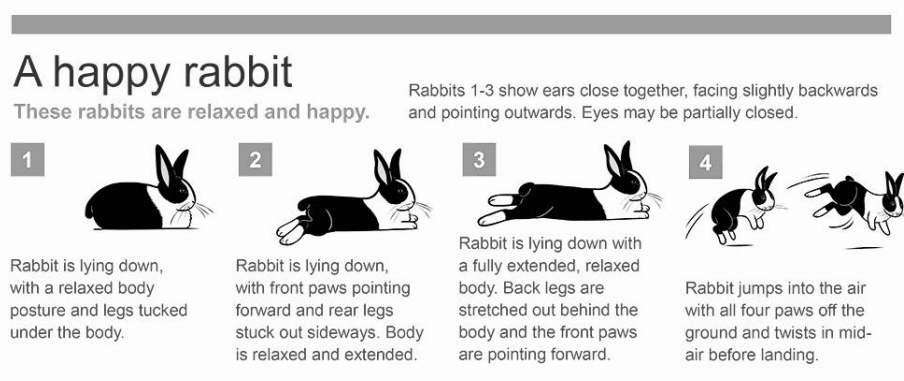 A happy rabbit
These rabbits are relaxed and happy.
Rabbits 1-3 show ears close together, facing slightly backwards
and pointing outwards. Eyes may be partially closed.
1
Rabbit is lying down,
with a relaxed body
posture and legs tucked
under the body.
2
Rabbit is lying down,
with front paws pointing
forward and rear legs
stuck out sideways. Body
is relaxed and extended.
3
Rabbit is lying down with
a fully extended, relaxed
body. Back legs are
stretched out behind the
body and the front paws
are pointing forward.
4
Rabbit jumps into the air
with all four paws off the
ground and twists in mid-
air before landing.